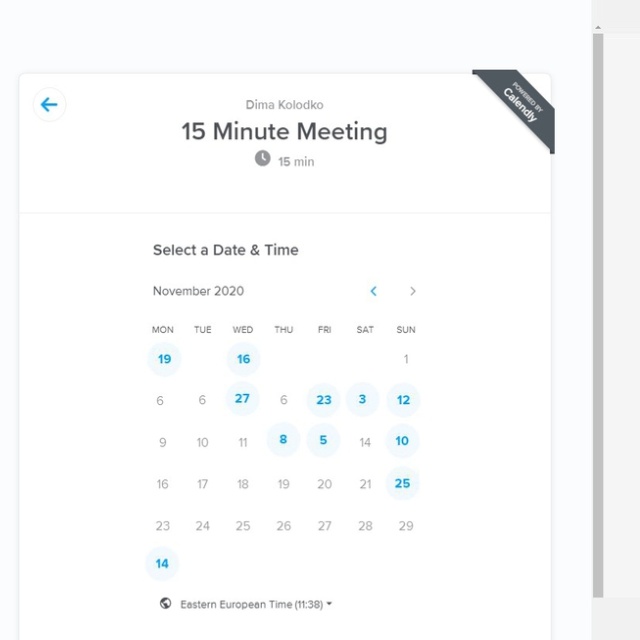 POWERED BY
Calendly
Dima Kolodko
15 Minute Meeting
15 min
Select a Date & Time
November 2020
MON TUE WED THU FRI SAT SUN
19 16 1
6 6 27 6 23 3 12
9 10 11 8 5 14 10
16 17 18 19 20 21 25
23 24 25 26 27 28 29
14
Eastern European Time (11:38)